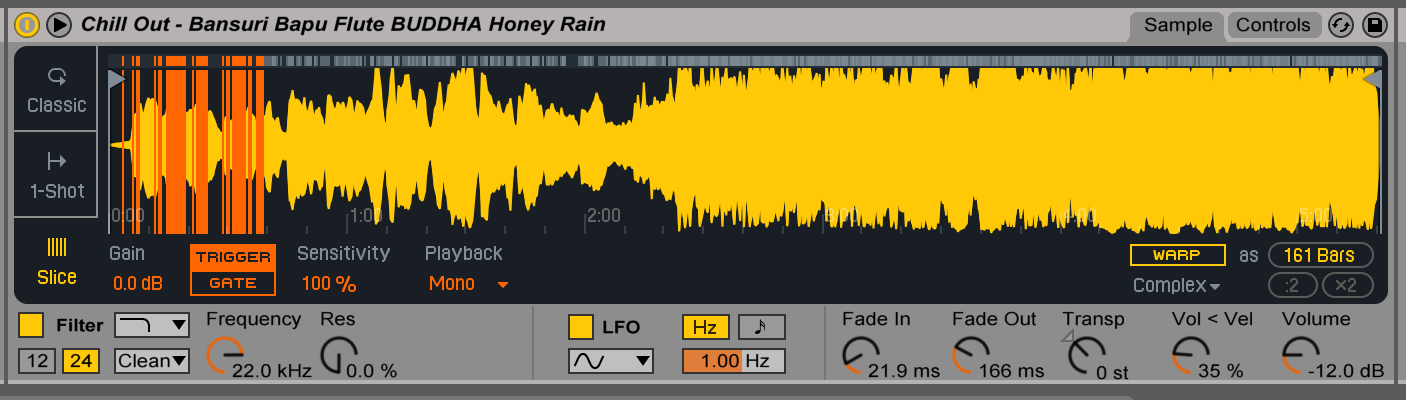 Chill Out - Bansuri Bapu Flute BUDDHA Honey Rain
Sample Controls
Classic
1-Shot
Slice
0:00 1:00 2:00 3:00 4:00 5:00
Gain TRIGGER Sensitivity Playback WARP as 161 Bars
0.0 dB GATE 100 % Mono Complex :2 ×2
Filter Frequency Res LFO Hz Fade In Fade Out Transp Vol < Vel Volume
12 24 Clean 22.0 kHz 0.0 % 1.00 Hz 21.9 ms 166 ms 0 st 35 % -12.0 dB